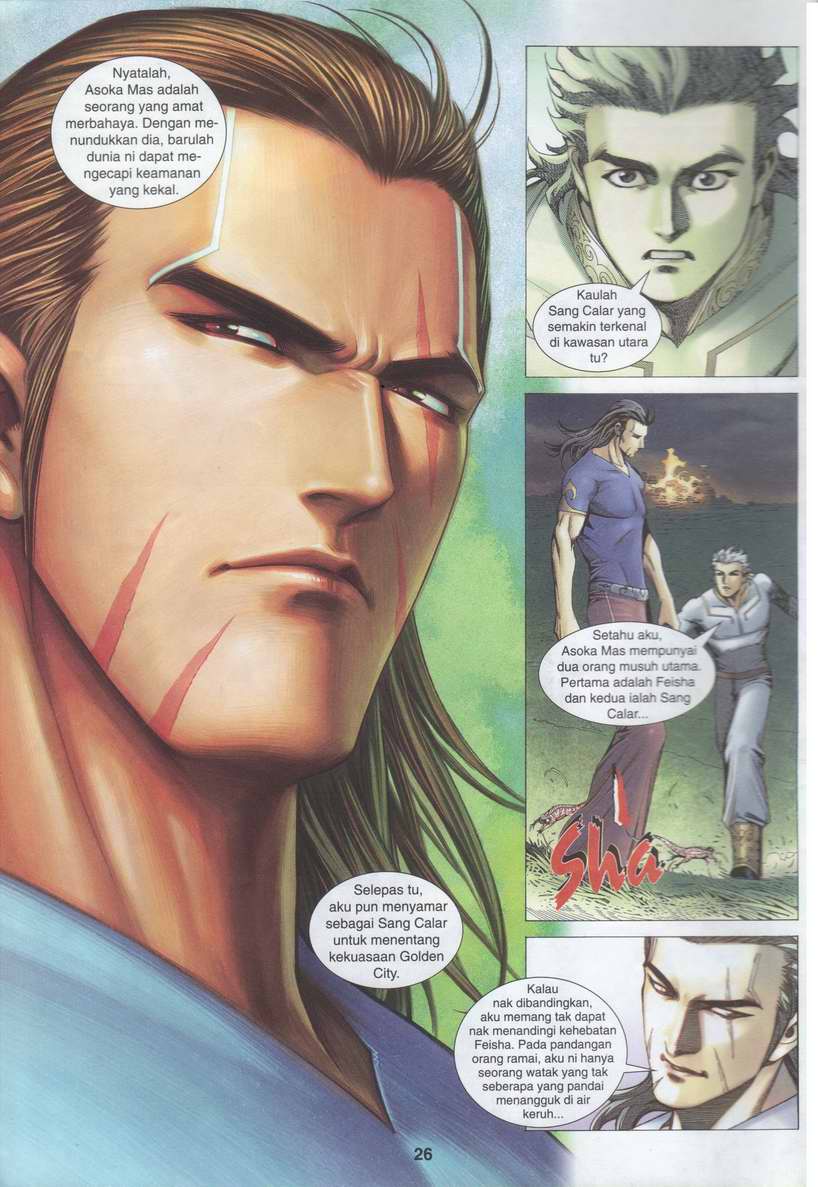 Nyatalah,
Asoka Mas adalah
seorang yang amat
merbahaya. Dengan me-
nundukkan dia, barulah
dunia ni dapat me-
ngecapi keamanan
yang kekal.
Selepas tu,
aku pun menyamar
sebagai Sang Calar
untuk menentang
kekuasaan Golden
City.
Kaulah
Sang Calar yang
semakin terkenal
di kawasan utara
tu?
Setahu aku,
Asoka Mas mempunyai
dua orang musuh utama.
Pertama adalah Feisha
dan kedua ialah Sang
Calar...
Sha
Kalau
nak dibandingkan,
aku memang tak dapat
nak menandingi kehebatan
Feisha. Pada pandangan
orang ramai, aku ni hanya
seorang watak yang tak
seberapa yang pandai
menangguk di air
keruh...
26